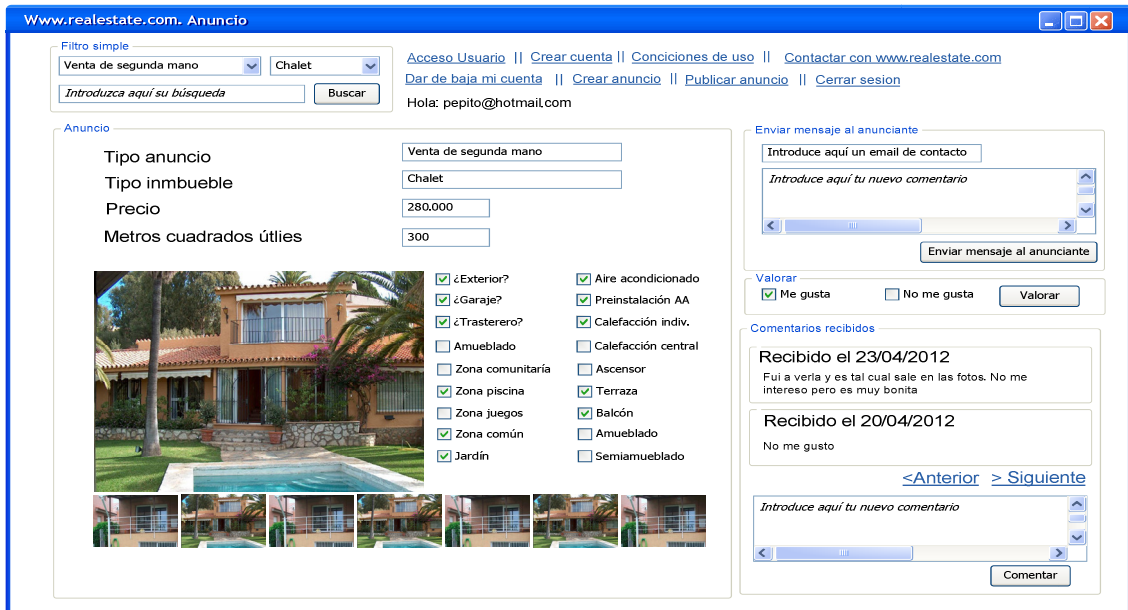 Www.realestate.com. Anuncio
Filtro simple
Venta de segunda mano
Chalet
Introduzca aquí su búsqueda
Buscar
Acceso Usuario || Crear cuenta || Conciciones de uso || Contactar con www.realestate.com
Dar de baja mi cuenta || Crear anuncio || Publicar anuncio || Cerrar sesion
Hola: pepito@hotmail.com
Anuncio
Tipo anuncio
Venta de segunda mano
Tipo inmbueble
Chalet
Precio
280.000
Metros cuadrados útlies
300
¿Exterior?
Aire acondicionado
¿Garaje?
Preinstalación AA
¿Trasterero?
Calefacción indiv.
Amueblado
Calefacción central
Zona comunitaría
Ascensor
Zona piscina
Terraza
Zona juegos
Balcón
Zona común
Amueblado
Jardín
Semiamueblado
Enviar mensaje al anunciante
Introduce aquí un email de contacto
Introduce aquí tu nuevo comentario
Enviar mensaje al anunciante
Valorar
Me gusta
No me gusta
Valorar
Comentarios recibidos
Recibido el 23/04/2012
Fui a verla y es tal cual sale en las fotos. No me
intereso pero es muy bonita
Recibido el 20/04/2012
No me gusto
<Anterior > Siguiente
Introduce aquí tu nuevo comentario
Comentar